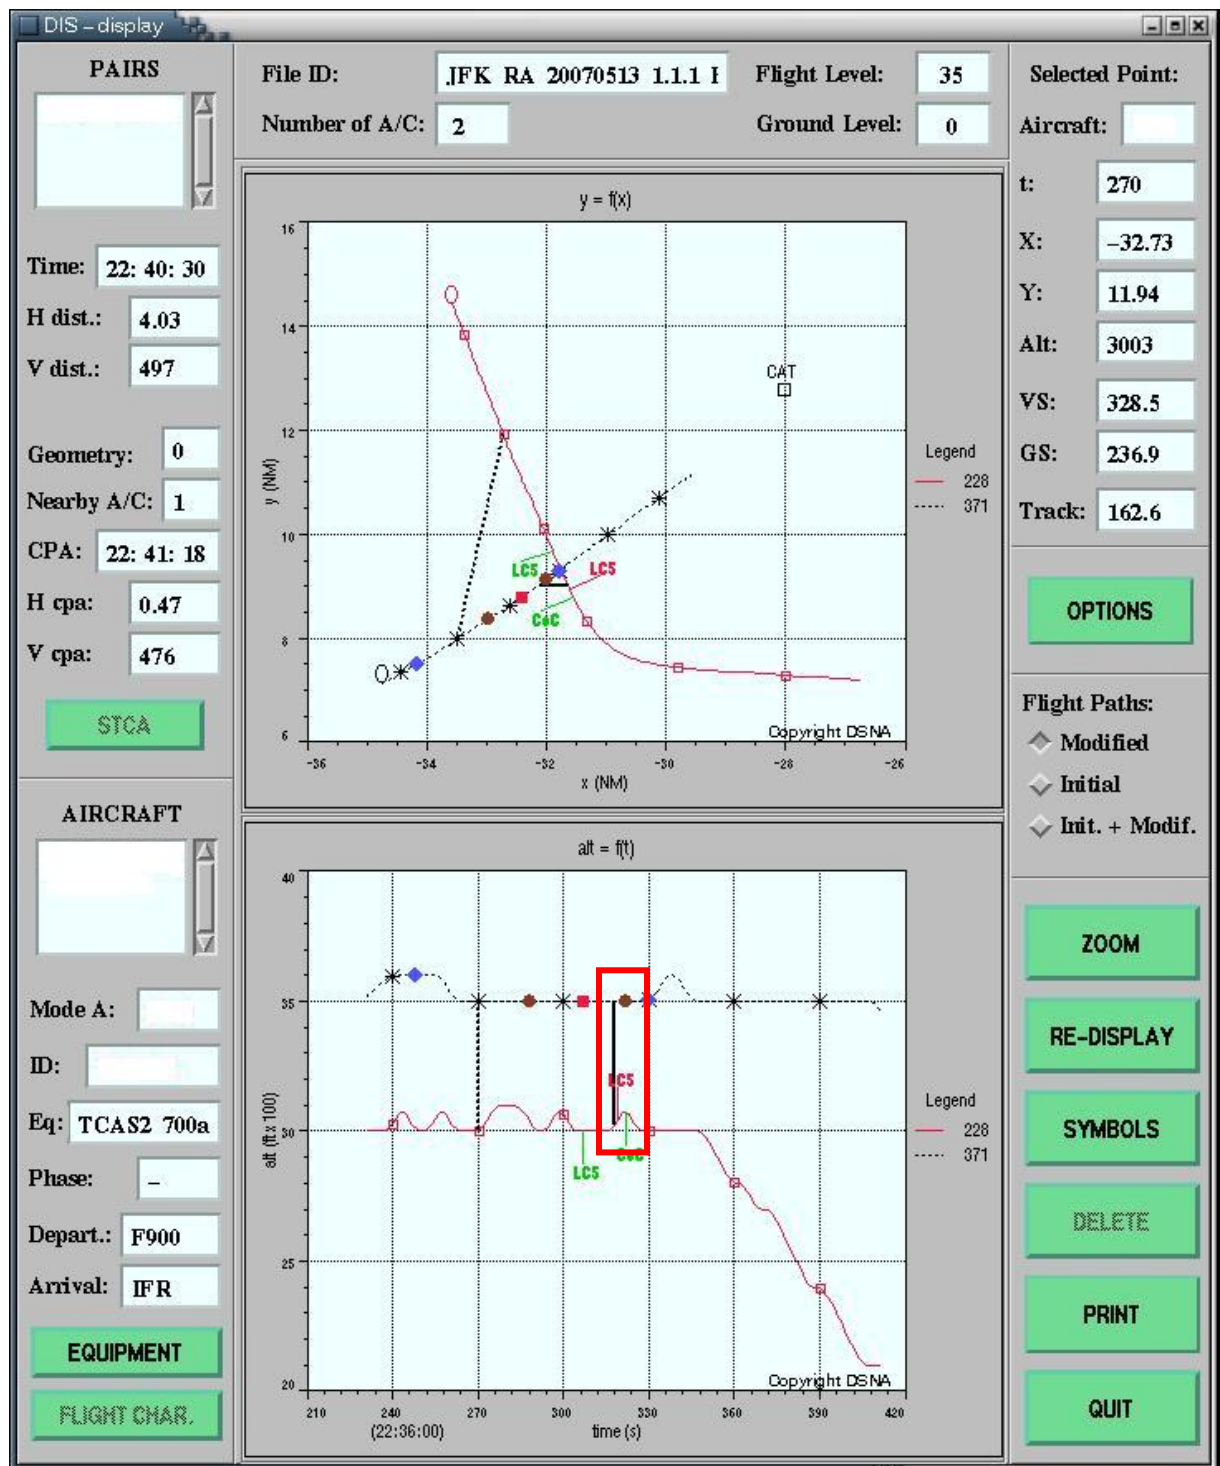 DIS – display
PAIRS
Time: 22: 40: 30
H dist.: 4.03
V dist.: 497
Geometry: 0
Nearby A/C: 1
CPA: 22: 41: 18
H cpa: 0.47
V cpa: 476
STCA
AIRCRAFT
Mode A:
ID:
Eq: TCAS2 700a
Phase: –
Depart.: F900
Arrival: IFR
EQUIPMENT
FLIGHT CHAR.
File ID: JFK RA 20070513 1.1.1
Flight Level: 35
Number of A/C: 2
Ground Level: 0
y = f(x)
16
14
12
10
8
6
y (NM)
CAT
LC5
LC5
CoC
Copyright DSNA
-36 -34 -32 -30 -28 -26
x (NM)
Legend
228
371
alt = f(t)
40
35
30
25
20
alt (ft x 100)
LC5
LC5
CoC
Copyright DSNA
210 240 270 300 330 360 390 420
(22:36:00) time (s)
Legend
228
371
Selected Point:
Aircraft:
t: 270
X: –32.73
Y: 11.94
Alt: 3003
VS: 328.5
GS: 236.9
Track: 162.6
OPTIONS
Flight Paths:
Modified
Initial
Init. + Modif.
ZOOM
RE–DISPLAY
SYMBOLS
DELETE
PRINT
QUIT